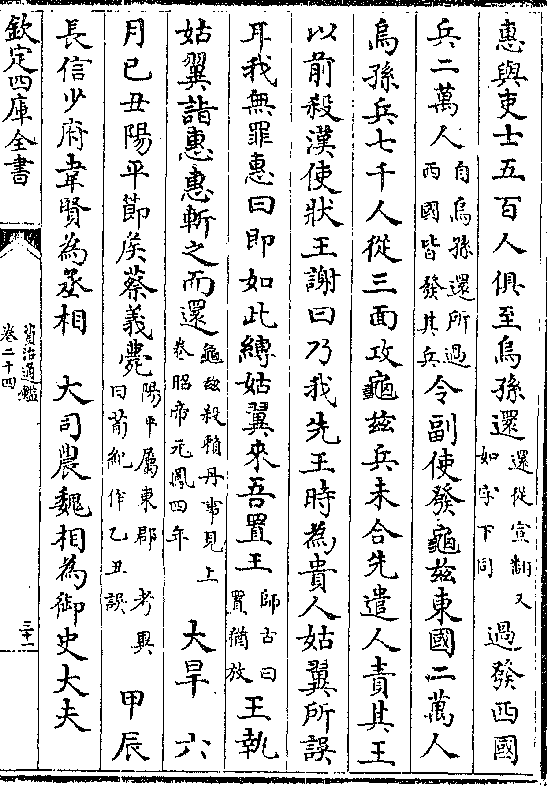 惠與吏士五百人俱至烏孫還還從宣翻又如字下同過發西國
兵二萬人自烏孫還所過西國皆發其兵令副使發龜兹東國二萬人
烏孫兵七千人從三面攻龜兹兵未合先遣人責其王
以前殺漢使狀王謝曰乃我先王時為貴人姑翼所誤
耳我無罪惠曰即如此縛姑翼來吾置王師古曰置猶放王執
姑翼詣惠惠斬之而還龜兹殺賴丹事見上卷昭帝元鳳四年大旱 六
月己丑陽平節侯蔡義薨陽平屬東郡 考異曰荀紀作乙丑誤 甲辰
長信少府韋賢為丞相 大司農魏相為御史大夫
欽定四庫全書
資治通鑑
卷二十四
三十一